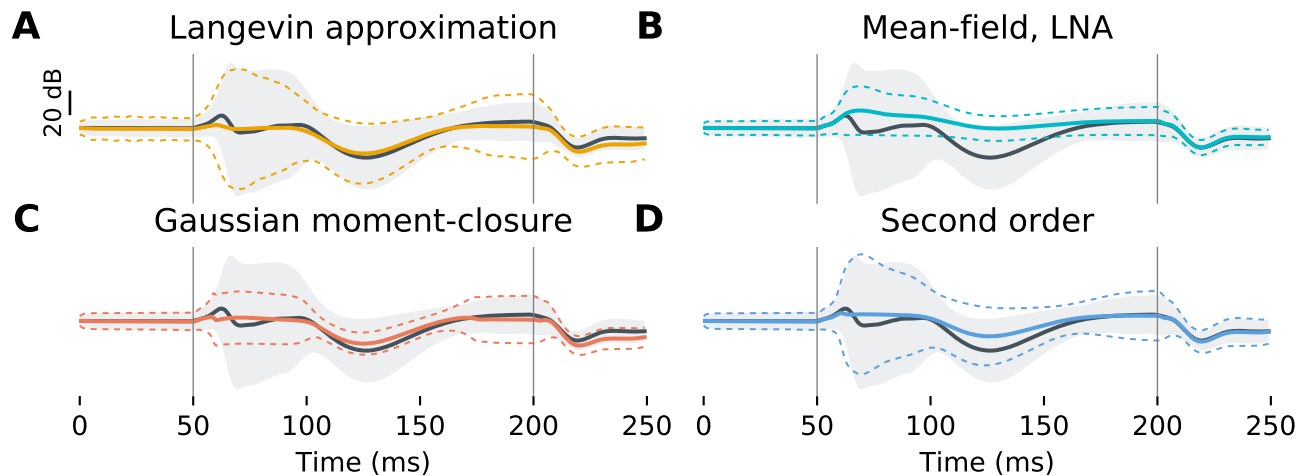 A Langevin approximation
B Mean-field, LNA
20 dB
C Gaussian moment-closure
D Second order
0 50 100 150 200 250
0 50 100 150 200 250
Time (ms)
Time (ms)